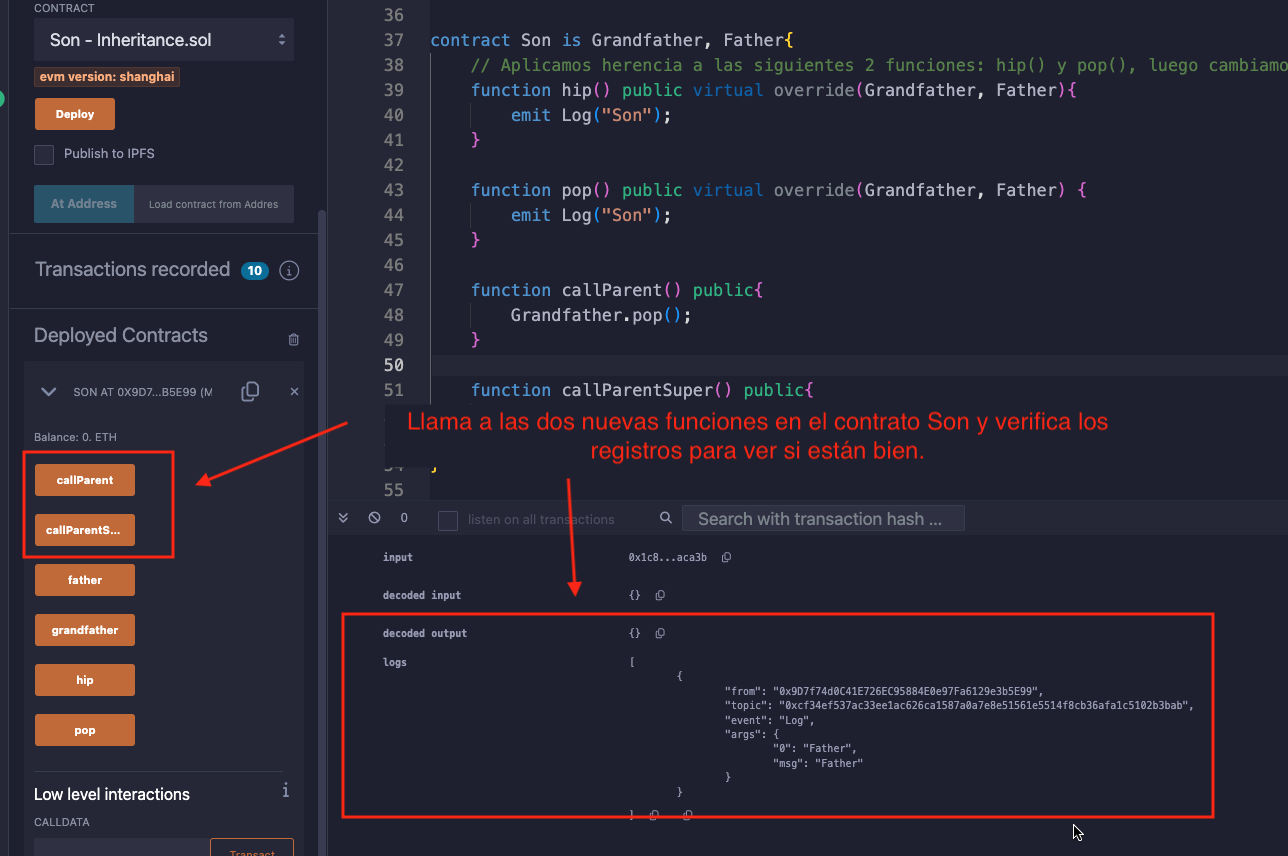 CONTRACT
Son - Inheritance.sol
evm version: shanghai
Deploy
Publish to IPFS
At Address
Load contract from Addres
Transactions recorded 10 i
Deployed Contracts
SON AT 0X9D7...B5E99 (M
Balance: 0. ETH
callParent
callParentS...
father
grandfather
hip
pop
Low level interactions
i
CALLDATA
Transact
36
37 contract Son is Grandfather, Father{
38 // Aplicamos herencia a las siguientes 2 funciones: hip() y pop(), luego cambiamo
39 function hip() public virtual override(Grandfather, Father){
40 emit Log("Son");
41 }
42
43 function pop() public virtual override(Grandfather, Father) {
44 emit Log("Son");
45 }
46
47 function callParent() public{
48 Grandfather.pop();
49 }
50
51 function callParentSuper() public{
Llama a las dos nuevas funciones en el contrato Son y verifica los
registros para ver si están bien.
55
0 listen on all transactions Search with transaction hash ...
input 0x1c8...aca3b
decoded input {}
decoded output {}
logs [
{
"from": "0x9D7f74d0C41E726EC95884E0e97Fa6129e3b5E99",
"topic": "0xcf34ef537ac33ee1ac626ca1587a0a7e8e51561e5514f8cb36afa1c5102b3bab",
"event": "Log",
"args": {
"0": "Father",
"msg": "Father"
}
}
]